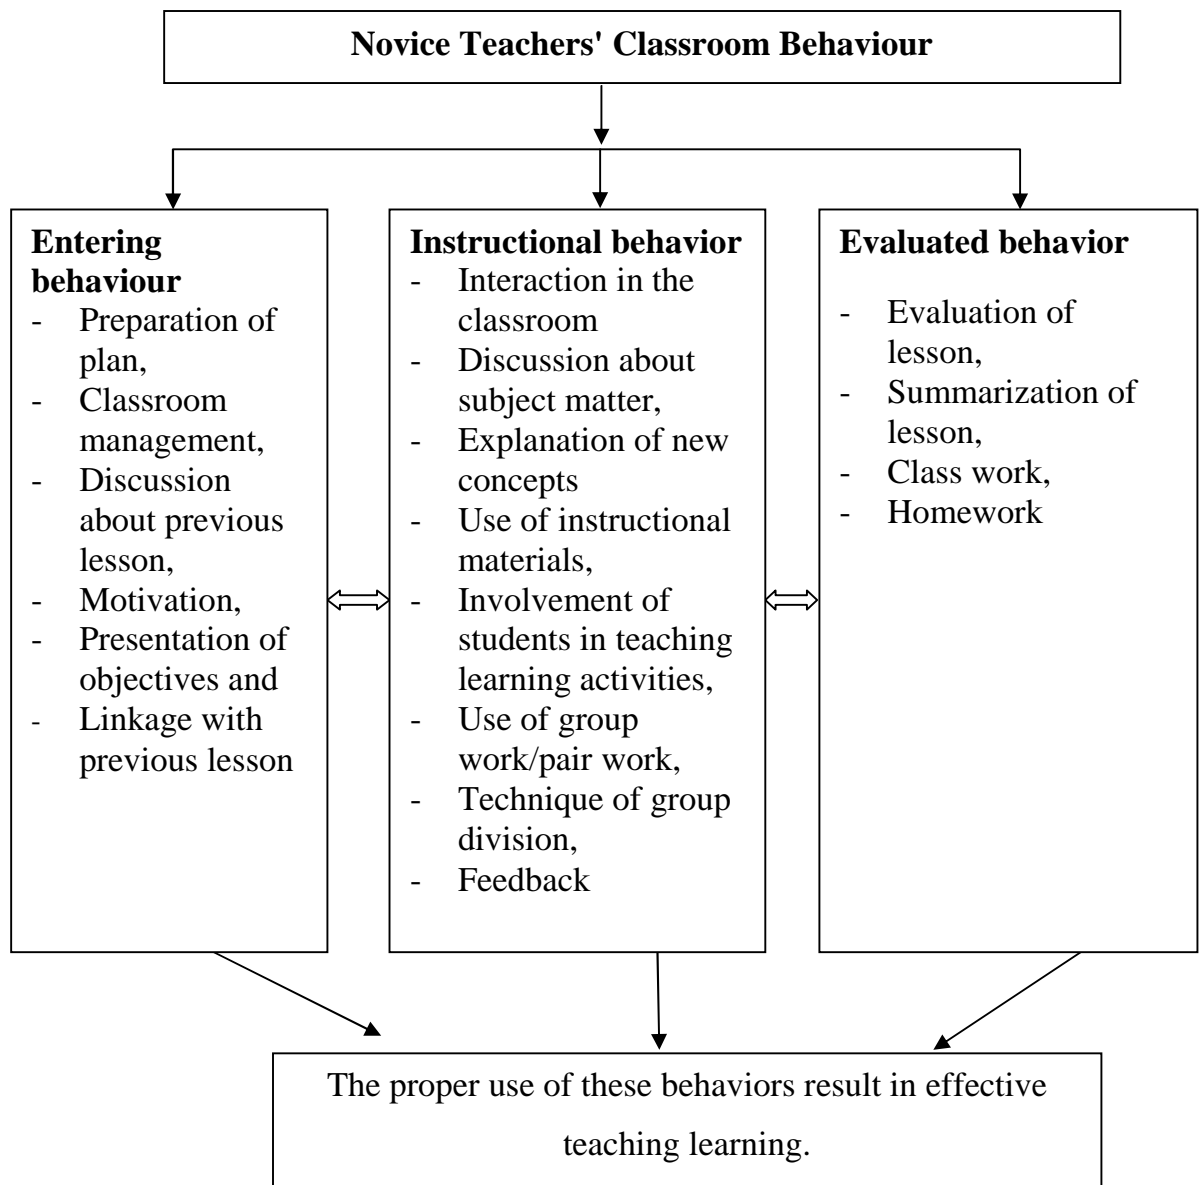 Novice Teachers' Classroom Behaviour
Entering
behaviour
- Preparation of
plan,
- Classroom
management,
- Discussion
about previous
lesson,
- Motivation,
- Presentation of
objectives and
- Linkage with
previous lesson
Instructional behavior
- Interaction in the
classroom
- Discussion about
subject matter,
- Explanation of new
concepts
- Use of instructional
materials,
- Involvement of
students in teaching
learning activities,
- Use of group
work/pair work,
- Technique of group
division,
- Feedback
Evaluated behavior
- Evaluation of
lesson,
- Summarization of
lesson,
- Class work,
- Homework
The proper use of these behaviors result in effective
teaching learning.